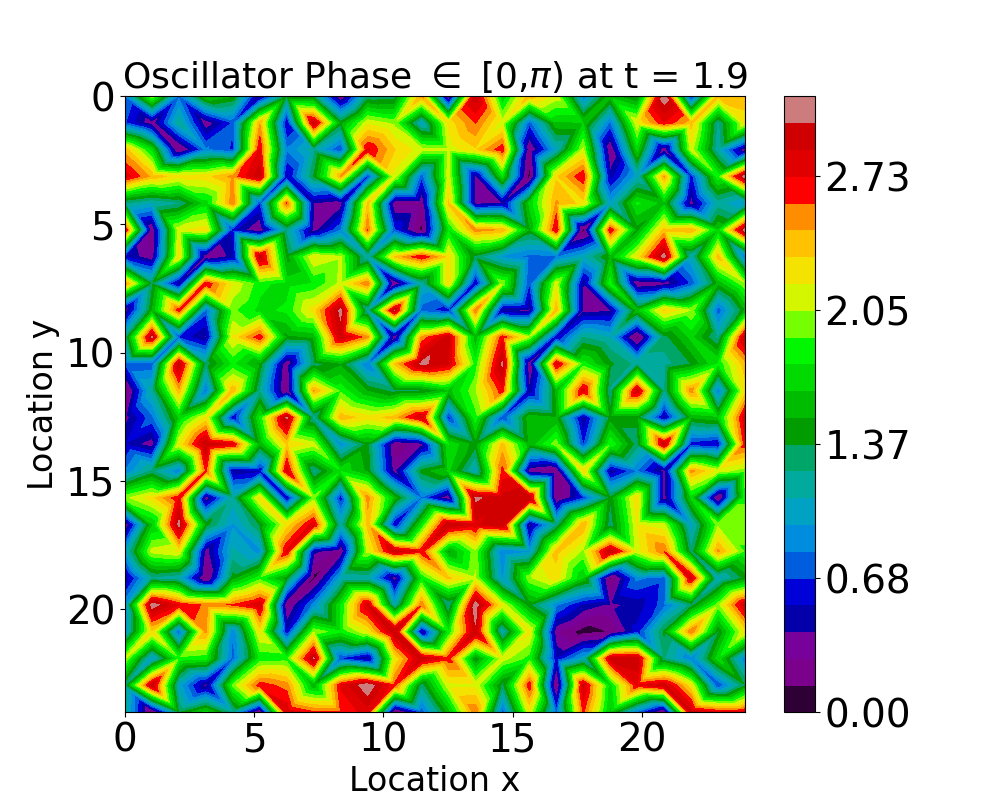 Oscillator Phase ∈ [0,π) at t = 1.9
Location y
0
5
10
15
20
0 5 10 15 20
Location x
2.73
2.05
1.37
0.68
0.00